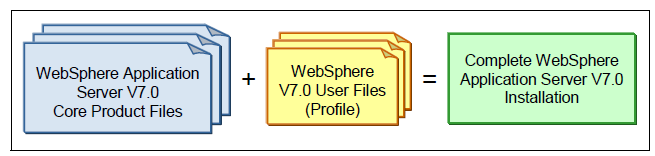 WebSphere Application
Server V7.0
Core Product Files
+
WebSphere
V7.0 User Files
(Profile)
=
Complete WebSphere
Application Server V7.0
Installation